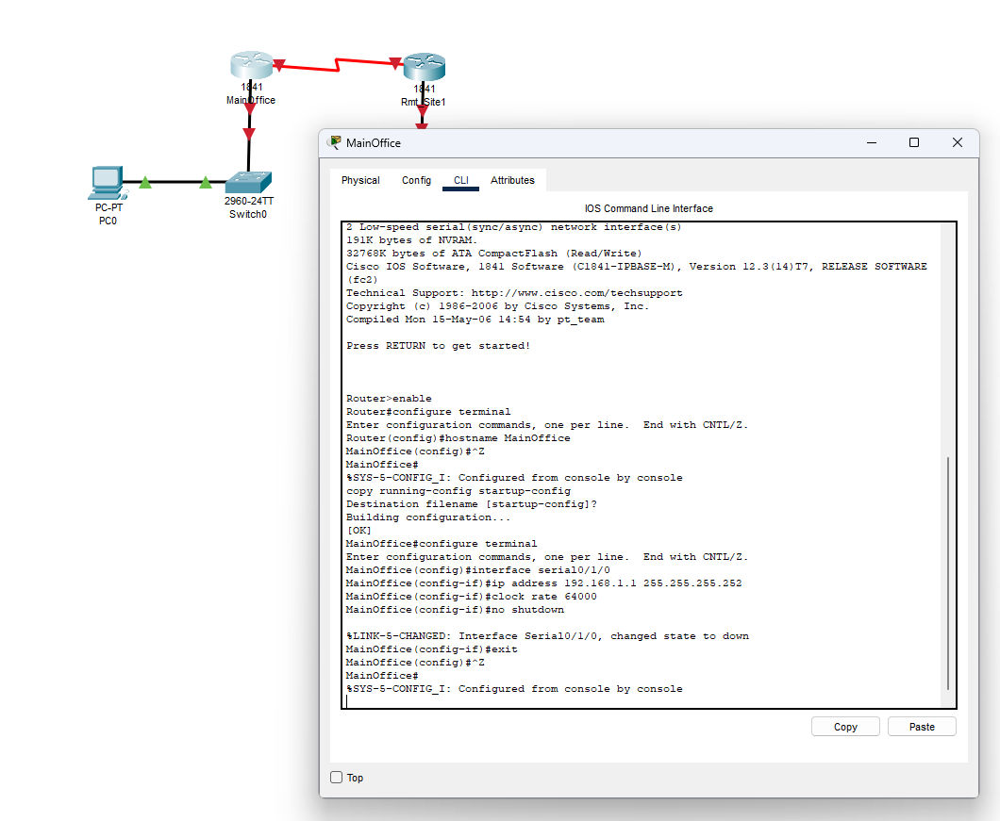 1841
MainOffice
1841
Rmt_Site1
PC-PT
PC0
2960-24TT
Switch0
MainOffice
Physical Config CLI Attributes
IOS Command Line Interface
2 Low-speed serial(sync/async) network interface(s)
191K bytes of NVRAM.
32768K bytes of ATA CompactFlash (Read/Write)
Cisco IOS Software, 1841 Software (C1841-IPBASE-M), Version 12.3(14)T7, RELEASE SOFTWARE
(fc2)
Technical Support: http://www.cisco.com/techsupport
Copyright (c) 1986-2006 by Cisco Systems, Inc.
Compiled Mon 15-May-06 14:54 by pt_team
Press RETURN to get started!
Router>enable
Router#configure terminal
Enter configuration commands, one per line.  End with CNTL/Z.
Router(config)#hostname MainOffice
MainOffice(config)#^Z
MainOffice#
%SYS-5-CONFIG_I: Configured from console by console
copy running-config startup-config
Destination filename [startup-config]?
Building configuration...
[OK]
MainOffice#configure terminal
Enter configuration commands, one per line.  End with CNTL/Z.
MainOffice(config)#interface serial0/1/0
MainOffice(config-if)#ip address 192.168.1.1 255.255.255.252
MainOffice(config-if)#clock rate 64000
MainOffice(config-if)#no shutdown
%LINK-5-CHANGED: Interface Serial0/1/0, changed state to down
MainOffice(config-if)#exit
MainOffice(config)#^Z
MainOffice#
%SYS-5-CONFIG_I: Configured from console by console
Copy Paste
Top